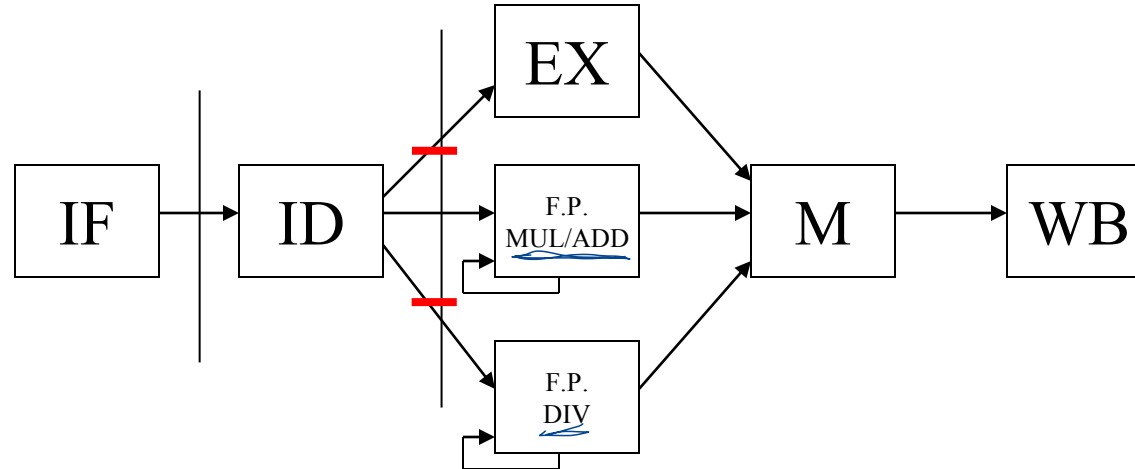 EX
IF
ID
F.P.
MUL/ADD
M
WB
F.P.
DIV